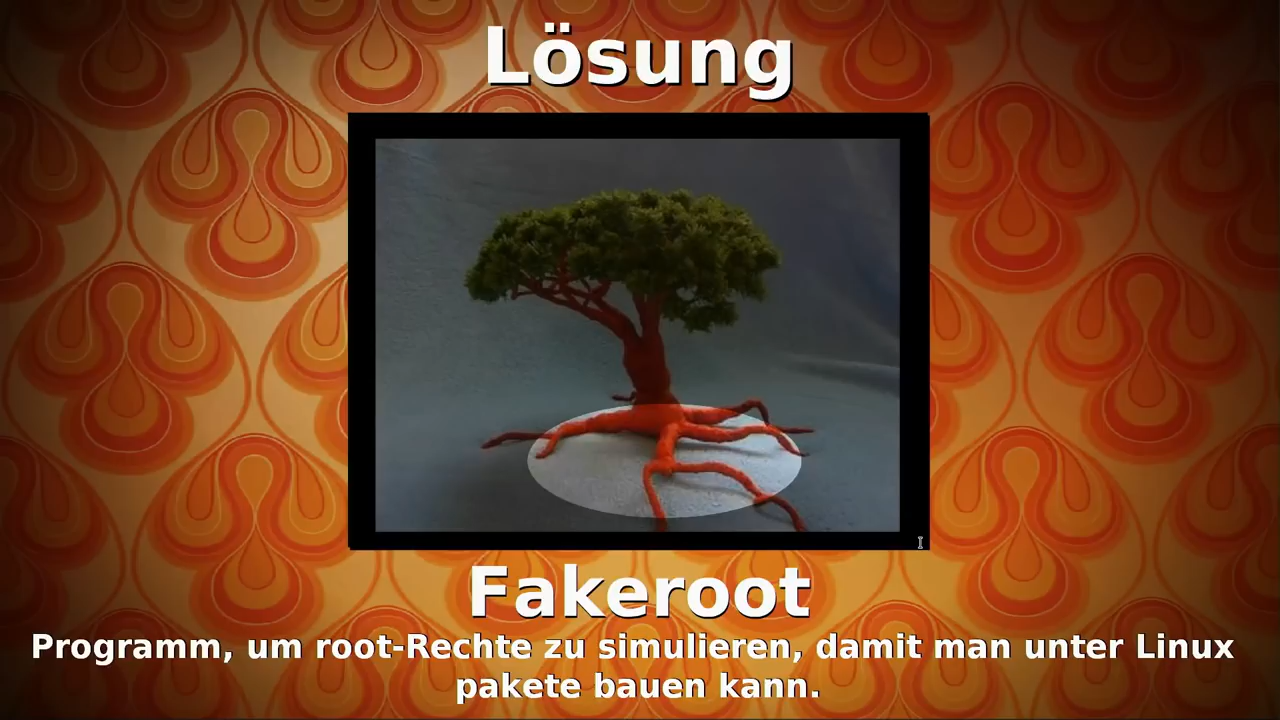 Lösung
Fakeroot
Programm, um root-Rechte zu simulieren, damit man unter Linux
pakete bauen kann.